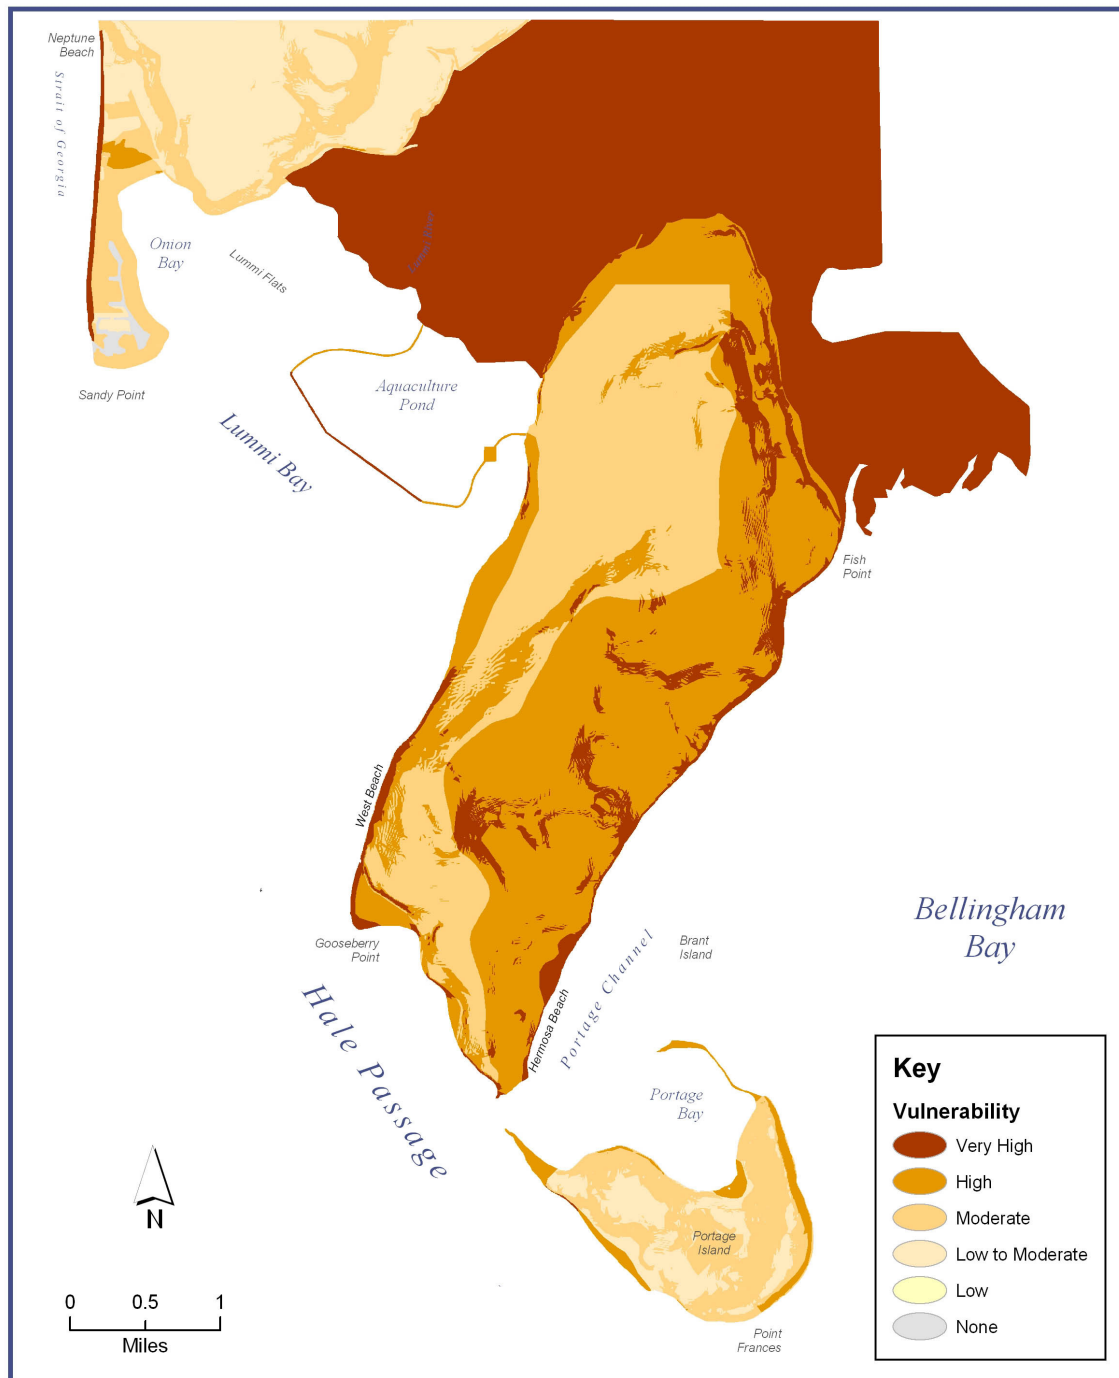 Neptune
Beach
Strait of Georgia
Onion
Bay
Lummi Flats
Sandy Point
Aquaculture
Pond
Lummi Bay
Fish
Point
West Beach
Gooseberry
Point
Hale Passage
Hermosa Beach
Portage Channel
Brant
Island
Bellingham
Bay
Portage
Bay
Portage
Island
Point
Frances
N
0 0.5 1
Miles
Key
Vulnerability
Very High
High
Moderate
Low to Moderate
Low
None